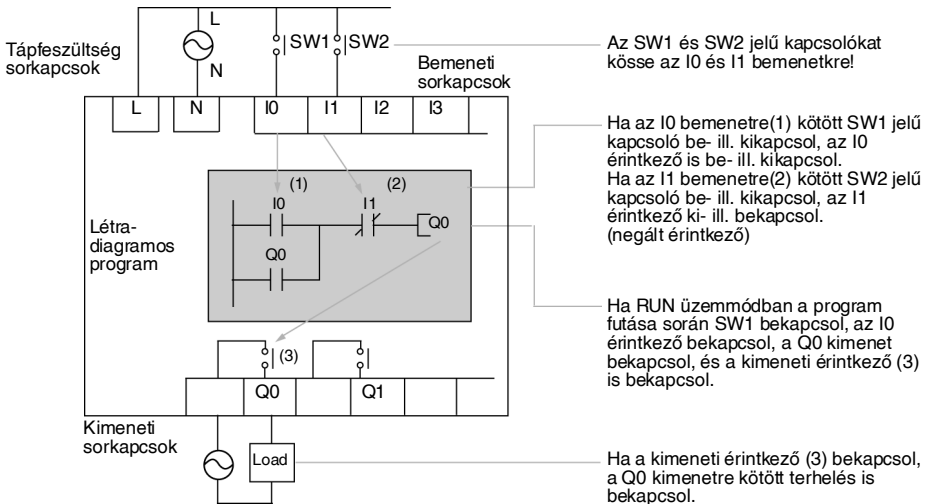 L
SW1
SW2
Az SW1 és SW2 jelű kapcsolókat
kösse az I0 és I1 bemenetkre!
Tápfeszültség
sorkapcsok
N
Bemeneti
sorkapcsok
L
N
I0
I1
I2
I3
Ha az I0 bemenetre(1) kötött SW1 jelű
kapcsoló be- ill. kikapcsol, az I0
érintkező is be- ill. kikapcsol.
Ha az I1 bemenetre(2) kötött SW2 jelű
kapcsoló be- ill. kikapcsol, az I1
érintkező ki- ill. bekapcsol.
(negált érintkező)
(1)
(2)
I0
I1
Q0
Q0
Létra-
diagramos
program
Ha RUN üzemmódban a program
futása során SW1 bekapcsol, az I0
érintkező bekapcsol, a Q0 kimenet
bekapcsol, és a kimeneti érintkező (3)
is bekapcsol.
(3)
Q0
Q1
Kimeneti
sorkapcsok
Load
Ha a kimeneti érintkező (3) bekapcsol,
a Q0 kimenetre kötött terhelés is
bekapcsol.